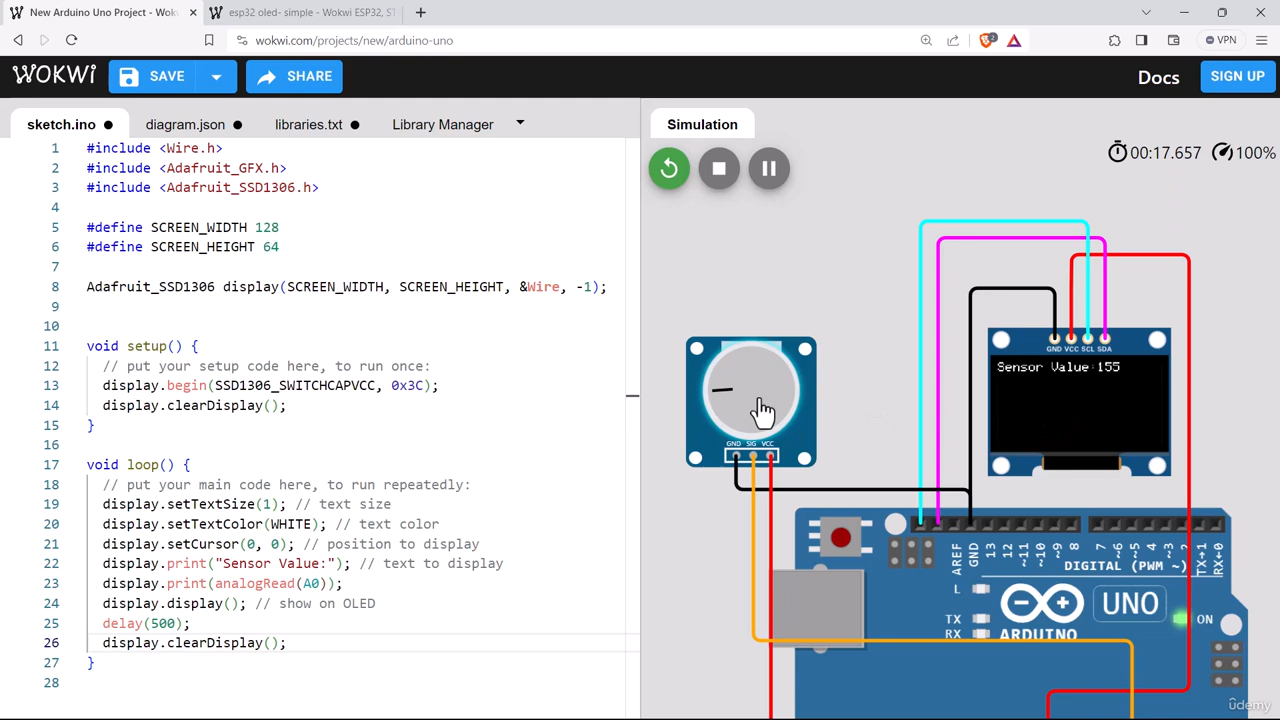 New Arduino Uno Project - Wokwi
esp32 oled- simple - Wokwi ESP32, ST
wokwi.com/projects/new/arduino-uno
2
VPN
WOKWI
SAVE
SHARE
Docs
SIGN UP
sketch.ino
diagram.json
libraries.txt
Library Manager
Simulation
00:17.657
100%
1 #include <Wire.h>
2 #include <Adafruit_GFX.h>
3 #include <Adafruit_SSD1306.h>
4
5 #define SCREEN_WIDTH 128
6 #define SCREEN_HEIGHT 64
7
8 Adafruit_SSD1306 display(SCREEN_WIDTH, SCREEN_HEIGHT, &Wire, -1);
9
10
11 void setup() {
12 // put your setup code here, to run once:
13 display.begin(SSD1306_SWITCHCAPVCC, 0x3C);
14 display.clearDisplay();
15 }
16
17 void loop() {
18 // put your main code here, to run repeatedly:
19 display.setTextSize(1); // text size
20 display.setTextColor(WHITE); // text color
21 display.setCursor(0, 0); // position to display
22 display.print("Sensor Value:"); // text to display
23 display.print(analogRead(A0));
24 display.display(); // show on OLED
25 delay(500);
26 display.clearDisplay();
27 }
28
GND VCC SCL SDA
Sensor Value:155
GND SIG VCC
AREF
GND
13
12
~11
~10
~9
8
7
~6
~5
4
~3
2
TX→1
RX←0
DIGITAL (PWM ~)
L
TX
RX
UNO
ON
ARDUINO
ûdemy